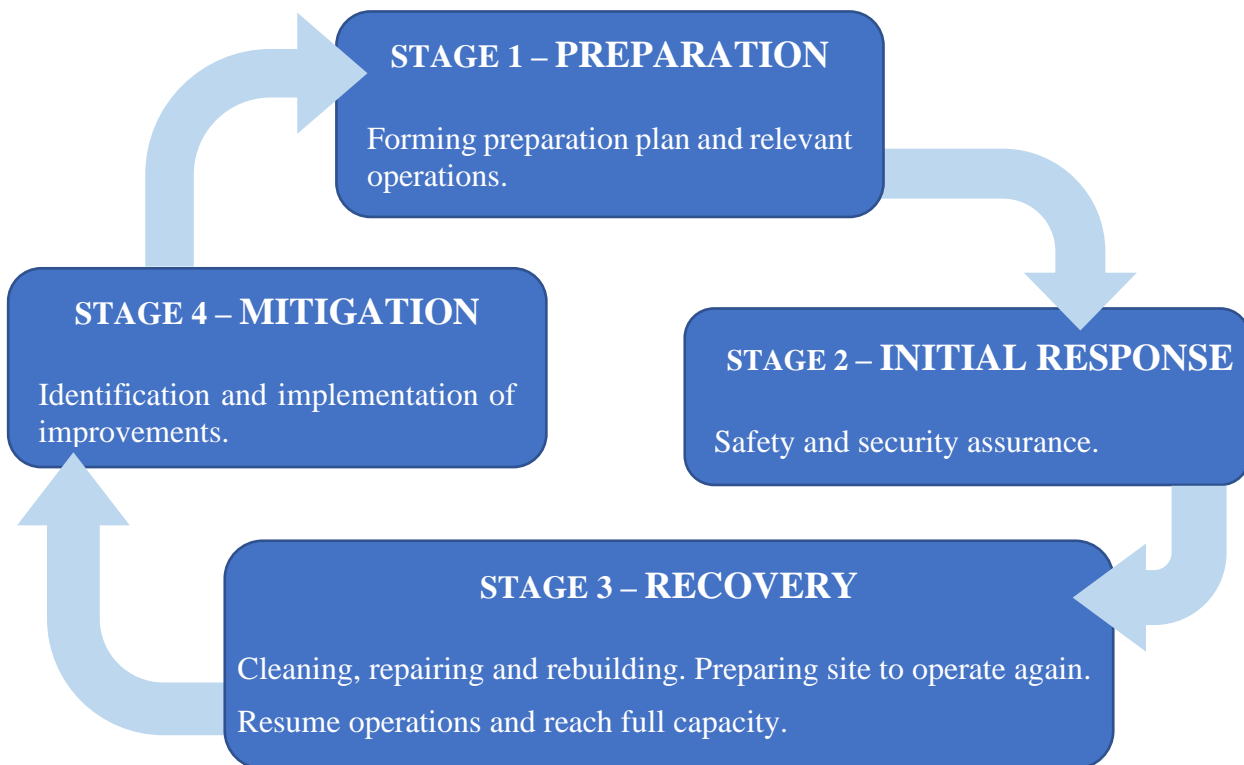 STAGE 1 – PREPARATION
Forming preparation plan and relevant
operations.
STAGE 2 – INITIAL RESPONSE
Safety and security assurance.
STAGE 3 – RECOVERY
Cleaning, repairing and rebuilding. Preparing site to operate again.
Resume operations and reach full capacity.
STAGE 4 – MITIGATION
Identification and implementation of
improvements.